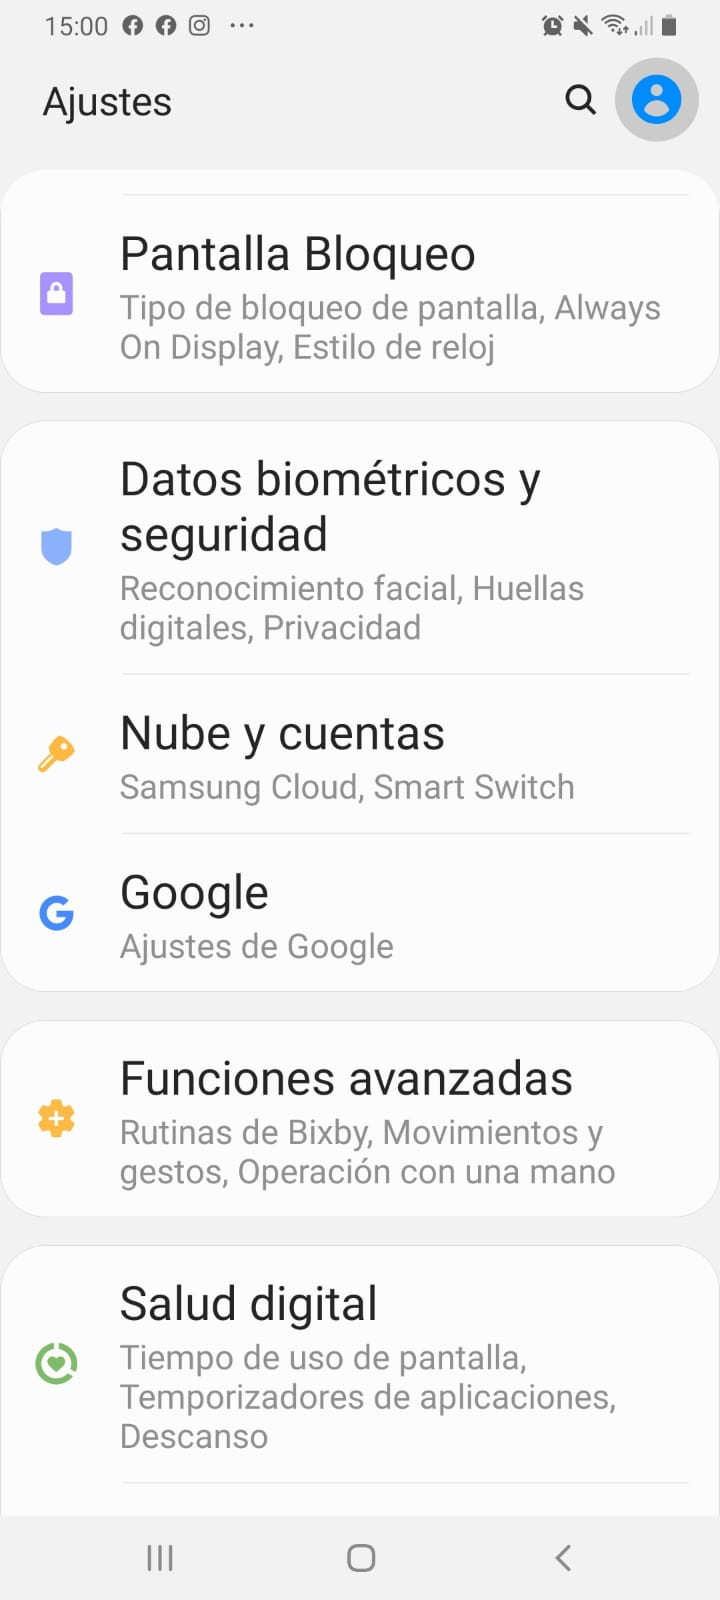 15:00
Ajustes
Pantalla Bloqueo
Tipo de bloqueo de pantalla, Always
On Display, Estilo de reloj
Datos biométricos y
seguridad
Reconocimiento facial, Huellas
digitales, Privacidad
Nube y cuentas
Samsung Cloud, Smart Switch
Google
Ajustes de Google
Funciones avanzadas
Rutinas de Bixby, Movimientos y
gestos, Operación con una mano
Salud digital
Tiempo de uso de pantalla,
Temporizadores de aplicaciones,
Descanso